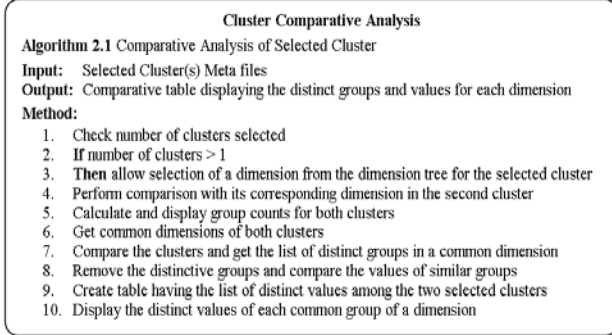 Cluster Comparative Analysis
Algorithm 2.1 Comparative Analysis of Selected Cluster
Input: Selected Cluster(s) Meta files
Output: Comparative table displaying the distinct groups and values for each dimension
Method:
1. Check number of clusters selected
2. If number of clusters > 1
3. Then allow selection of a dimension from the dimension tree for the selected cluster
4. Perform comparison with its corresponding dimension in the second cluster
5. Calculate and display group counts for both clusters
6. Get common dimensions of both clusters
7. Compare the clusters and get the list of distinct groups in a common dimension
8. Remove the distinctive groups and compare the values of similar groups
9. Create table having the list of distinct values among the two selected clusters
10. Display the distinct values of each common group of a dimension